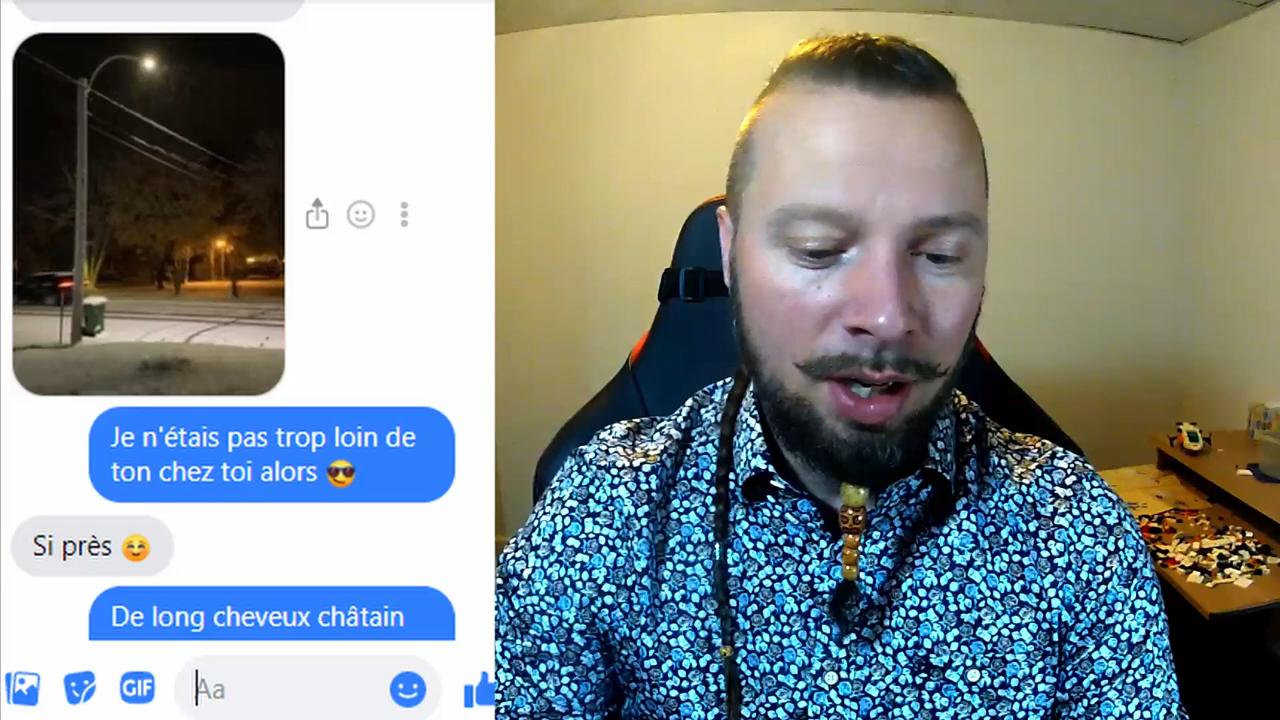 Je n'étais pas trop loin de
ton chez toi alors 😎
Si près ☺️
De long cheveux châtain
GIF
Aa